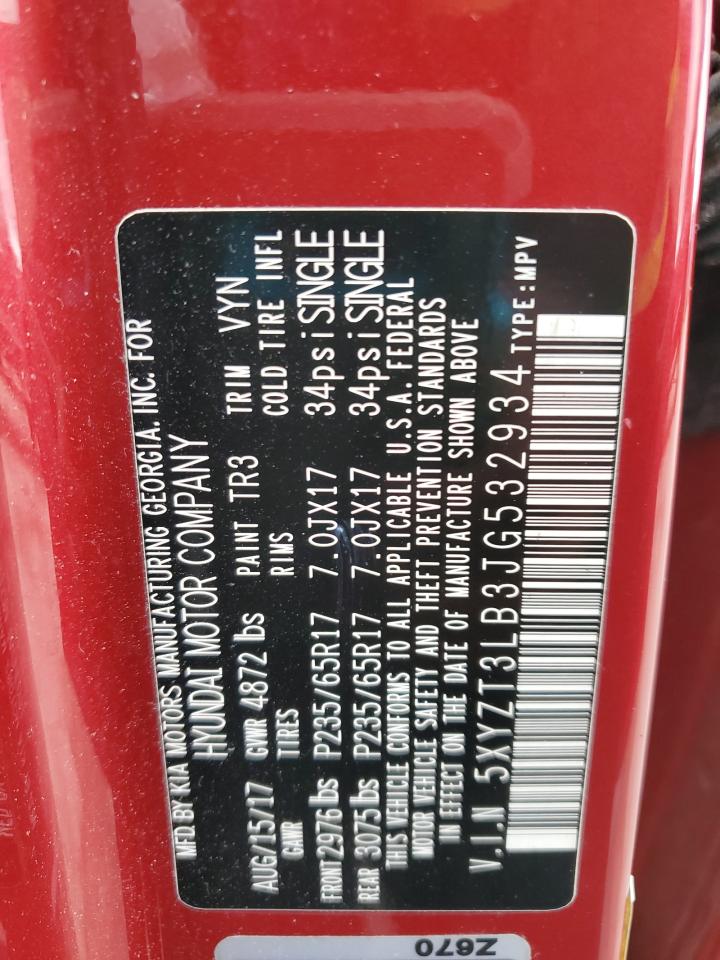 MFD.BY KIA MOTORS MANUFACTURING GEORGIA. INC. FOR
HYUNDAI MOTOR COMPANY
AUG/15/17 GVWR 4872 lbs PAINT TR3 TRIM VYN
GAWR TIRES RIMS COLD TIRE INFL
FRONT 2976 lbs P235/65R17 7.0JX17 34psi SINGLE
REAR 3075 lbs P235/65R17 7.0JX17 34psi SINGLE
THIS VEHICLE CONFORMS TO ALL APPLICABLE U.S.A. FEDERAL
MOTOR VEHICLE SAFETY AND THEFT PREVENTION STANDARDS
IN EFFECT ON THE DATE OF MANUFACTURE SHOWN ABOVE
V.I.N 5XYZT3LB3JG532934 TYPE:MPV
Z670